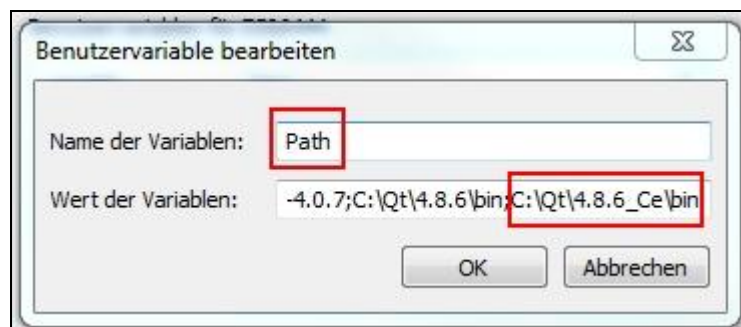 Benutzervariable bearbeiten
Name der Variablen: Path
Wert der Variablen: -4.0.7;C:\Qt\4.8.6\bin;C:\Qt\4.8.6_Ce\bin
OK Abbrechen